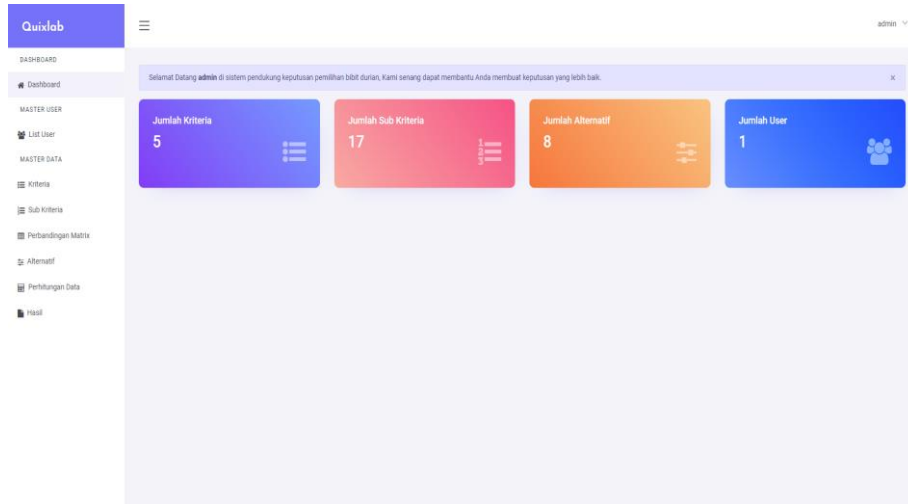 Quixlab
admin
DASHBOARD
Dashboard
MASTER USER
List User
MASTER DATA
Kriteria
Sub Kriteria
Perbandingan Matrix
Alternatif
Perhitungan Data
Hasil
Selamat Datang admin di sistem pendukung keputusan pemilihan bibit durian, Kami senang dapat membantu Anda membuat keputusan yang lebih baik.
x
Jumlah Kriteria
5
Jumlah Sub Kriteria
17
Jumlah Alternatif
8
Jumlah User
1